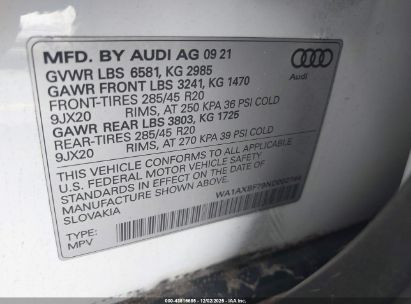 MFD. BY AUDI AG 09 21
GVWR LBS 6581, KG 2985
GAWR FRONT LBS 3241, KG 1470
FRONT-TIRES 285/45 R20
9JX20 RIMS, AT 250 KPA 36 PSI COLD
GAWR REAR LBS 3803, KG 1725
REAR-TIRES 285/45 R20
9JX20 RIMS, AT 270 KPA 39 PSI COLD
THIS VEHICLE CONFORMS TO ALL APPLICABLE
U.S. FEDERAL MOTOR VEHICLE SAFETY
STANDARDS IN EFFECT ON THE DATE OF
MANUFACTURE SHOWN ABOVE.
SLOVAKIA
TYPE:
MPV
Audi